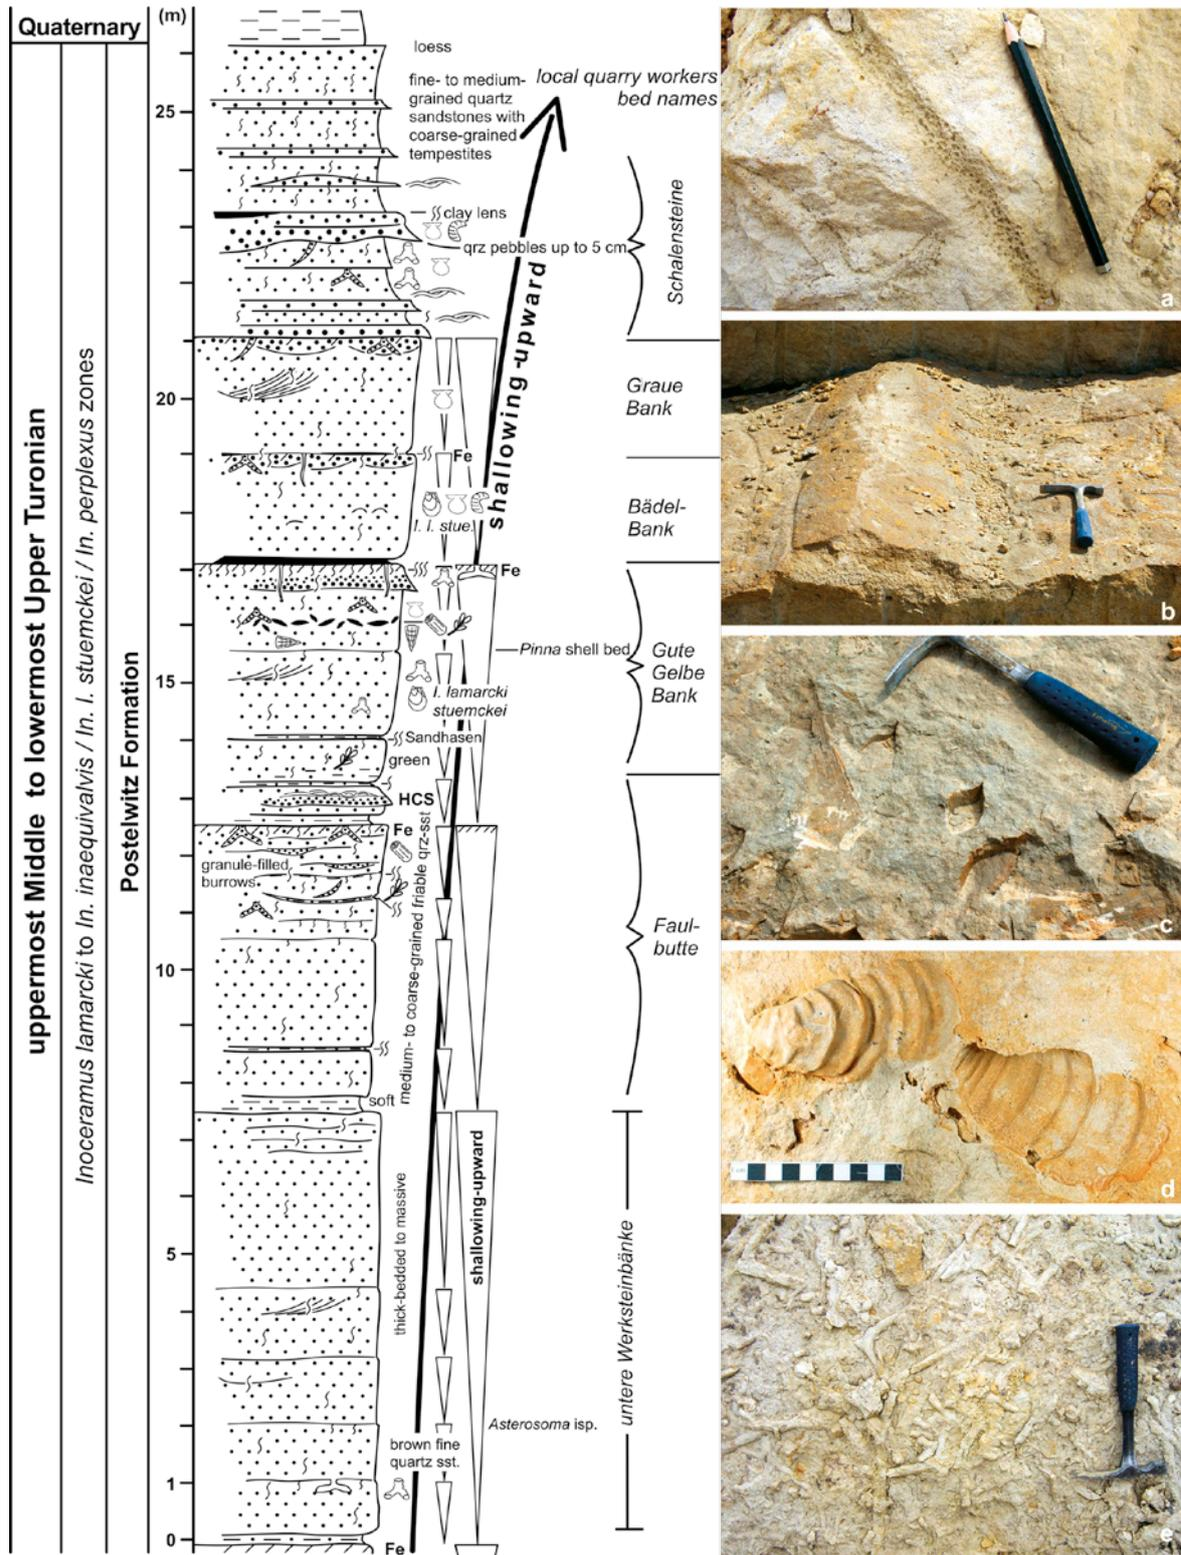 Quaternary
(m)
loess
fine- to medium-
grained quartz
sandstones with
coarse-grained
tempestites
local quarry workers
bed names
25
clay lens
qrz pebbles up to 5 cm
Schalensteine
shallowing-upward
20
Graue
Bank
Fe
I. l. stue.
Bädel-
Bank
Fe
Pinna shell bed
Gute
Gelbe
Bank
15
I. lamarcki
stuemckei
Sandhasen
green
HCS
Fe
granule-filled
burrows
medium- to coarse-grained friable qrz-sst
Faul-
butte
10
soft
uppermost Middle to lowermost Upper Turonian
Inoceramus lamarcki to In. inaequivalvis / In. l. stuemckei / In. perplexus zones
Postelwitz Formation
thick-bedded to massive
shallowing-upward
untere Werksteinbänke
5
Asterosoma isp.
brown fine
quartz sst.
1
0
Fe
a
b
c
d
e